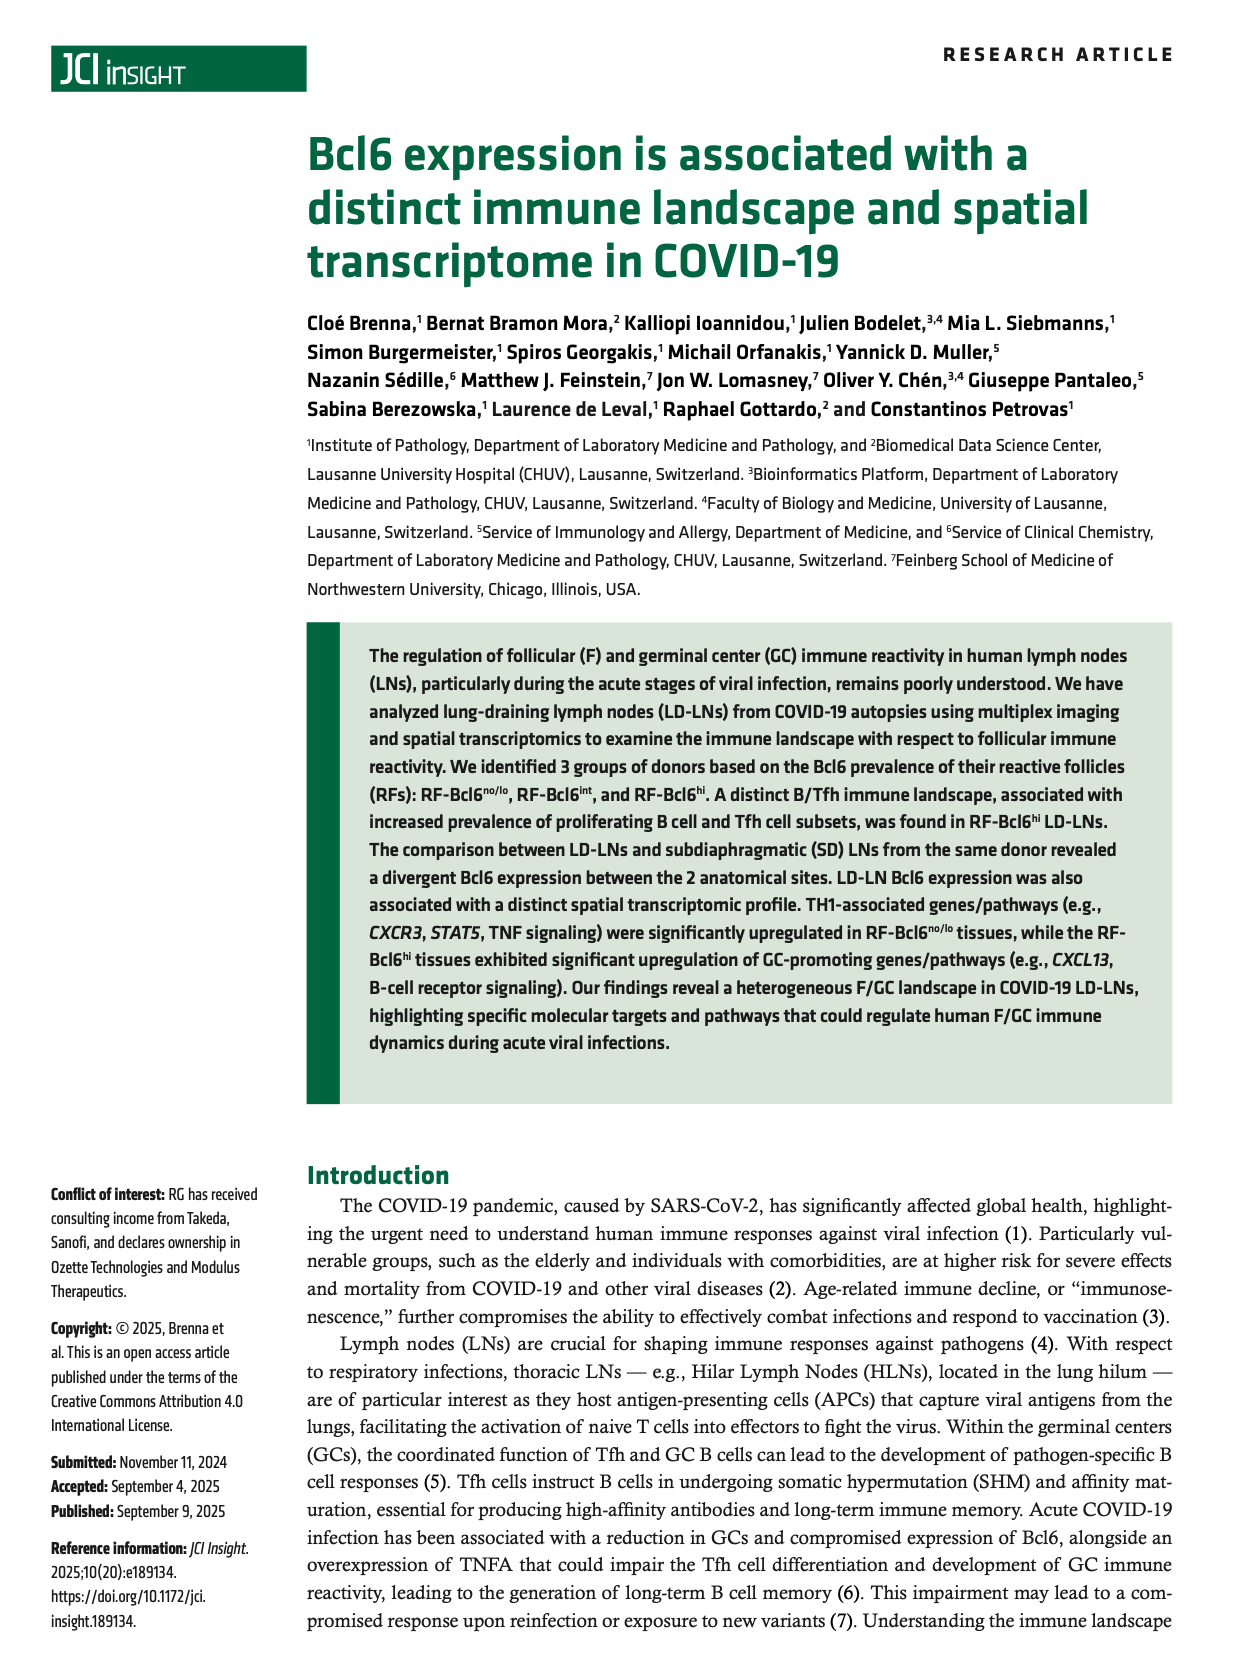 JCI insight
RESEARCH ARTICLE
Bcl6 expression is associated with a
distinct immune landscape and spatial
transcriptome in COVID-19
Cloé Brenna,¹ Bernat Bramon Mora,² Kalliopi Ioannidou,¹ Julien Bodelet,³,⁴ Mia L. Siebmanns,¹
Simon Burgermeister,¹ Spiros Georgakis,¹ Michail Orfanakis,¹ Yannick D. Muller,⁵
Nazanin Sédille,⁶ Matthew J. Feinstein,⁷ Jon W. Lomasney,⁷ Oliver Y. Chén,³,⁴ Giuseppe Pantaleo,⁵
Sabina Berezowska,¹ Laurence de Leval,¹ Raphael Gottardo,² and Constantinos Petrovas¹
¹Institute of Pathology, Department of Laboratory Medicine and Pathology, and ²Biomedical Data Science Center,
Lausanne University Hospital (CHUV), Lausanne, Switzerland. ³Bioinformatics Platform, Department of Laboratory
Medicine and Pathology, CHUV, Lausanne, Switzerland. ⁴Faculty of Biology and Medicine, University of Lausanne,
Lausanne, Switzerland. ⁵Service of Immunology and Allergy, Department of Medicine, and ⁶Service of Clinical Chemistry,
Department of Laboratory Medicine and Pathology, CHUV, Lausanne, Switzerland. ⁷Feinberg School of Medicine of
Northwestern University, Chicago, Illinois, USA.
The regulation of follicular (F) and germinal center (GC) immune reactivity in human lymph nodes
(LNs), particularly during the acute stages of viral infection, remains poorly understood. We have
analyzed lung-draining lymph nodes (LD-LNs) from COVID-19 autopsies using multiplex imaging
and spatial transcriptomics to examine the immune landscape with respect to follicular immune
reactivity. We identified 3 groups of donors based on the Bcl6 prevalence of their reactive follicles
(RFs): RF-Bcl6no/lo, RF-Bcl6int, and RF-Bcl6hi. A distinct B/Tfh immune landscape, associated with
increased prevalence of proliferating B cell and Tfh cell subsets, was found in RF-Bcl6hi LD-LNs.
The comparison between LD-LNs and subdiaphragmatic (SD) LNs from the same donor revealed
a divergent Bcl6 expression between the 2 anatomical sites. LD-LN Bcl6 expression was also
associated with a distinct spatial transcriptomic profile. TH1-associated genes/pathways (e.g.,
CXCR3, STAT5, TNF signaling) were significantly upregulated in RF-Bcl6no/lo tissues, while the RF-
Bcl6hi tissues exhibited significant upregulation of GC-promoting genes/pathways (e.g., CXCL13,
B-cell receptor signaling). Our findings reveal a heterogeneous F/GC landscape in COVID-19 LD-LNs,
highlighting specific molecular targets and pathways that could regulate human F/GC immune
dynamics during acute viral infections.
Conflict of interest: RG has received
consulting income from Takeda,
Sanofi, and declares ownership in
Ozette Technologies and Modulus
Therapeutics.
Copyright: © 2025, Brenna et
al. This is an open access article
published under the terms of the
Creative Commons Attribution 4.0
International License.
Submitted: November 11, 2024
Accepted: September 4, 2025
Published: September 9, 2025
Reference information: JCI Insight.
2025;10(20):e189134.
https://doi.org/10.1172/jci.
insight.189134.
Introduction
The COVID-19 pandemic, caused by SARS-CoV-2, has significantly affected global health, highlight-
ing the urgent need to understand human immune responses against viral infection (1). Particularly vul-
nerable groups, such as the elderly and individuals with comorbidities, are at higher risk for severe effects
and mortality from COVID-19 and other viral diseases (2). Age-related immune decline, or “immunose-
nescence,” further compromises the ability to effectively combat infections and respond to vaccination (3).
Lymph nodes (LNs) are crucial for shaping immune responses against pathogens (4). With respect
to respiratory infections, thoracic LNs — e.g., Hilar Lymph Nodes (HLNs), located in the lung hilum —
are of particular interest as they host antigen-presenting cells (APCs) that capture viral antigens from the
lungs, facilitating the activation of naive T cells into effectors to fight the virus. Within the germinal centers
(GCs), the coordinated function of Tfh and GC B cells can lead to the development of pathogen-specific B
cell responses (5). Tfh cells instruct B cells in undergoing somatic hypermutation (SHM) and affinity mat-
uration, essential for producing high-affinity antibodies and long-term immune memory. Acute COVID-19
infection has been associated with a reduction in GCs and compromised expression of Bcl6, alongside an
overexpression of TNFA that could impair the Tfh cell differentiation and development of GC immune
reactivity, leading to the generation of long-term B cell memory (6). This impairment may lead to a com-
promised response upon reinfection or exposure to new variants (7). Understanding the immune landscape